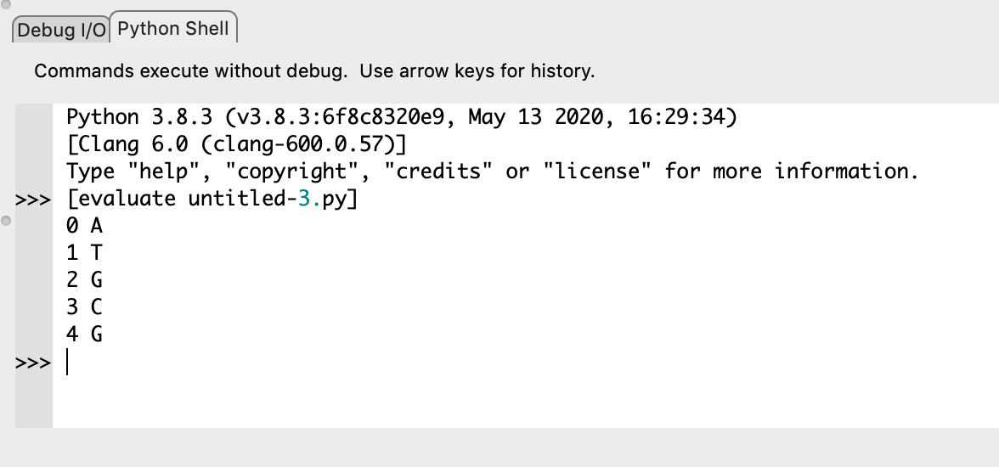 Debug I/O Python Shell
Commands execute without debug.  Use arrow keys for history.
Python 3.8.3 (v3.8.3:6f8c8320e9, May 13 2020, 16:29:34)
[Clang 6.0 (clang-600.0.57)]
Type "help", "copyright", "credits" or "license" for more information.
>>> [evaluate untitled-3.py]
0 A
1 T
2 G
3 C
4 G
>>>